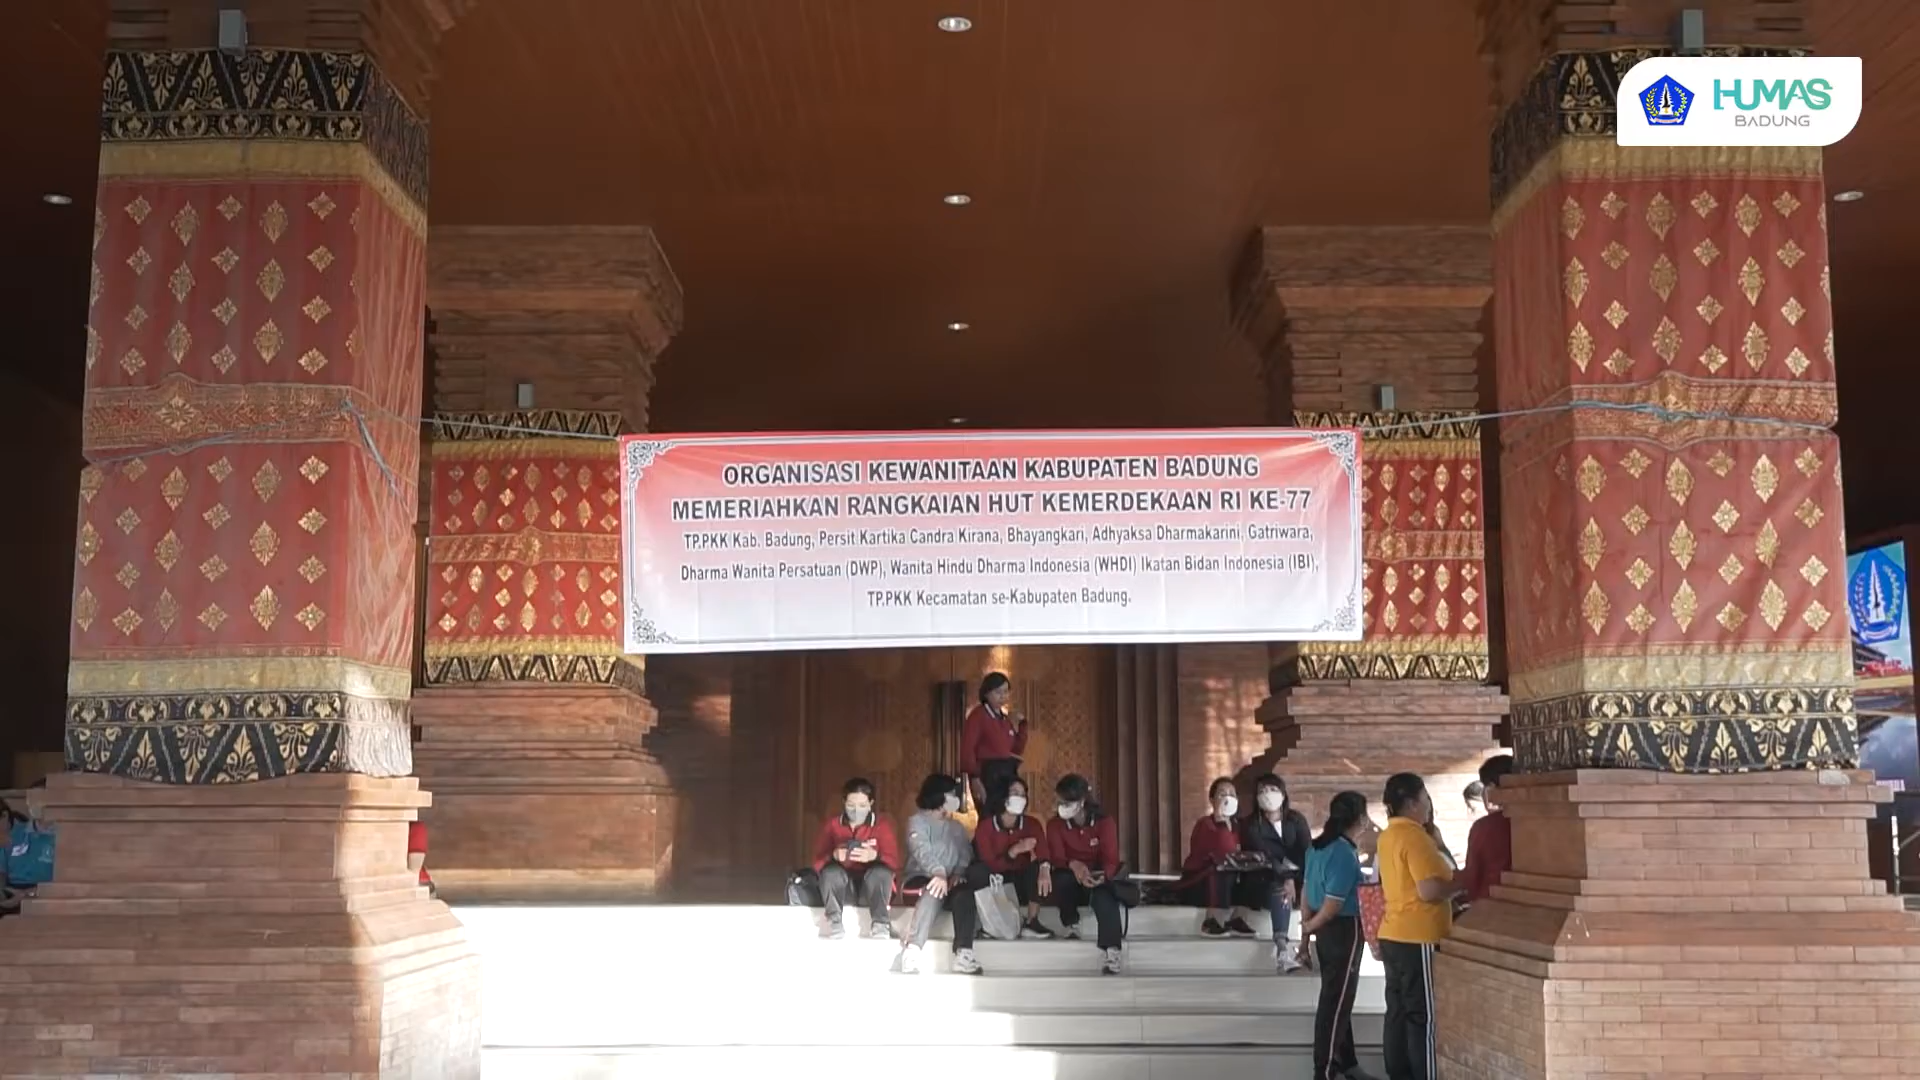 HUMAS
BADUNG
ORGANISASI KEWANITAAN KABUPATEN BADUNG
MEMERIAHKAN RANGKAIAN HUT KEMERDEKAAN RI KE-77
TP.PKK Kab. Badung, Persit Kartika Candra Kirana, Bhayangkari, Adhyaksa Dharmakarini, Gatriwara,
Dharma Wanita Persatuan (DWP), Wanita Hindu Dharma Indonesia (WHDI) Ikatan Bidan Indonesia (IBI),
TP.PKK Kecamatan se-Kabupaten Badung.